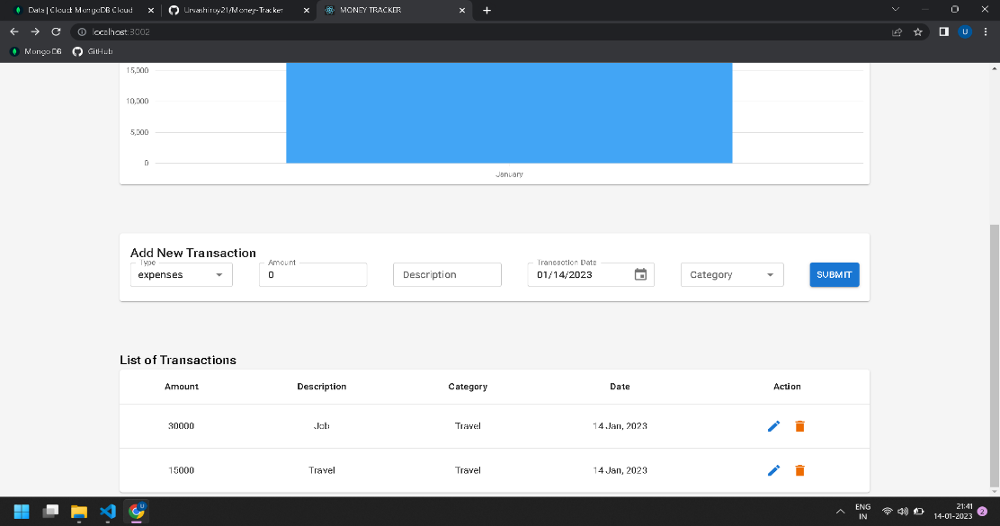 Data | Cloud: MongoDB Cloud
Urvashiroy21/Money-Tracker
MONEY TRACKER
localhost:3002
U
MongoDB
GitHub
15,000
10,000
5,000
0
January
Add New Transaction
Type
expenses
Amount
0
Description
Transaction Date
01/14/2023
Category
SUBMIT
List of Transactions
Amount Description Category Date Action
30000 Job Travel 14 Jan, 2023
15000 Travel Travel 14 Jan, 2023
U
ENG
IN
21:41
14-01-2023
2